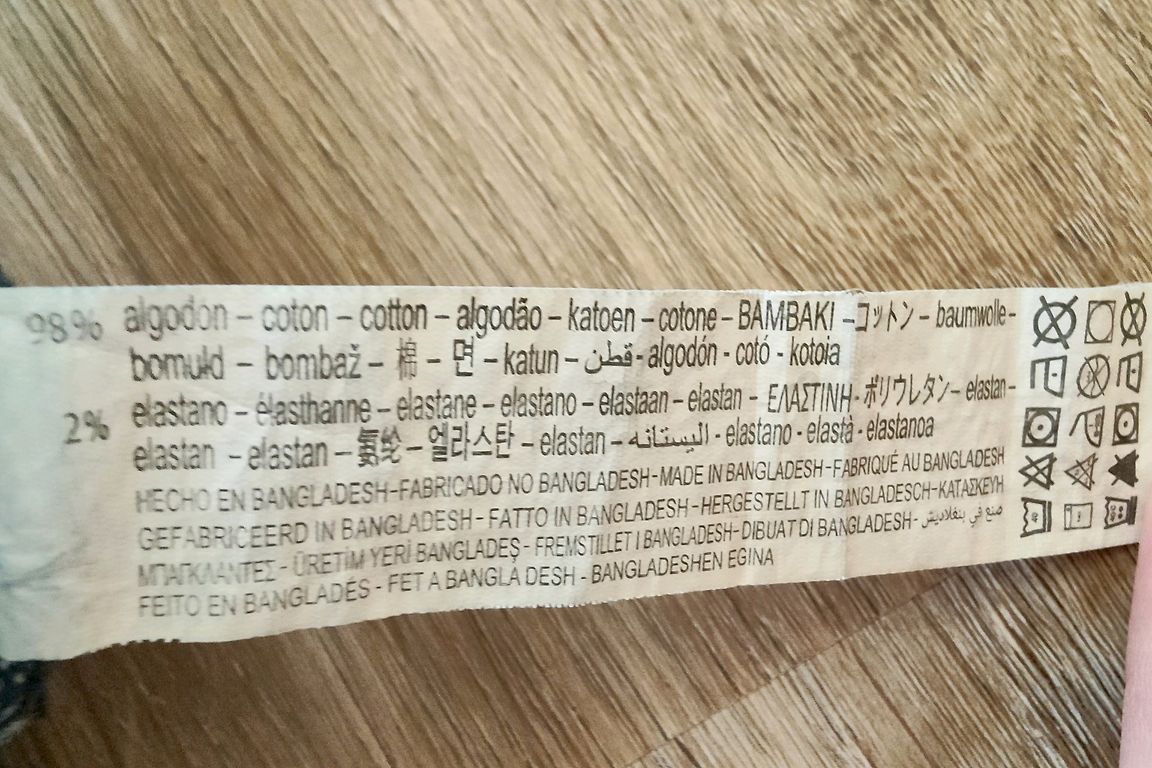 98% algodón – coton – cotton – algodão – katoen – cotone – BAMBAKI – コットン – baumwolle –
bomuld – bombaž – 棉 – 면 – katun – قطن - algodón - cotó - kotoia
2% elastano – élasthanne – elastane – elastano – elastaan – elastan - ΕΛΑΣΤΙΝΗ - ポリウレタン – elastan –
elastan – elastan – 氨纶 – 엘라스탄 – elastan – اليستانه - elastano - elastà - elastanoa
HECHO EN BANGLADESH-FABRICADO NO BANGLADESH-MADE IN BANGLADESH-FABRIQUÉ AU BANGLADESH
GEFABRICEERD IN BANGLADESH - FATTO IN BANGLADESH -HERGESTELLT IN BANGLADESCH-ΚΑΤΑΣΚΕΥΗ
ΜΠΑΓΚΛΑΝΤΕΣ - ÜRETİM YERİ BANGLADEŞ - FREMSTILLET I BANGLADESH-DIBUAT DI BANGLADESH - صنع في بنغلاديش
FEITO EN BANGLADÉS - FET A BANGLA DESH - BANGLADESHEN EGINA